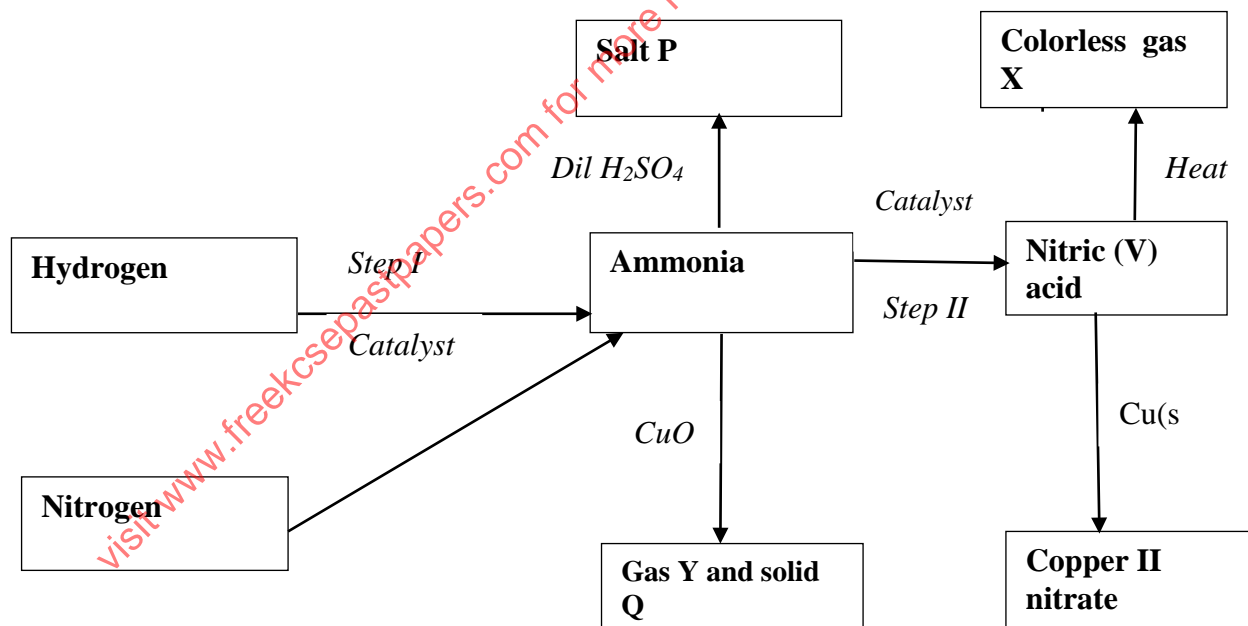 Salt P
Colorless gas
X
Dil H₂SO₄
Heat
Catalyst
Hydrogen
Step I
Ammonia
Nitric (V)
acid
Step II
Catalyst
CuO
Cu(s
Nitrogen
Gas Y and solid
Q
Copper II
nitrate
visit www.freekcsepastpapers.com for more